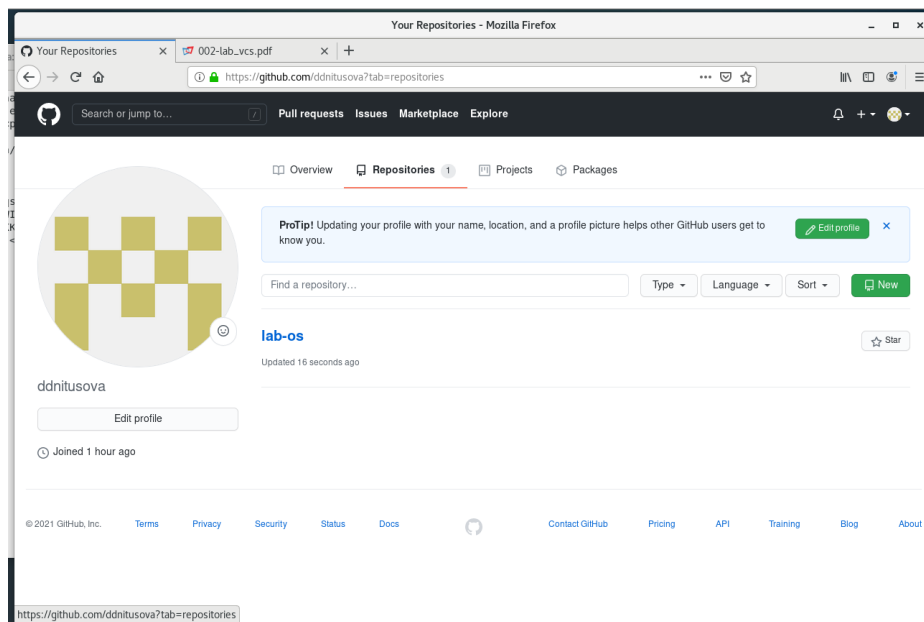 Your Repositories - Mozilla Firefox
Your Repositories
002-lab_vcs.pdf
https://github.com/ddnitusova?tab=repositories
Search or jump to...
/
Pull requests Issues Marketplace Explore
Overview Repositories 1 Projects Packages
ProTip! Updating your profile with your name, location, and a profile picture helps other GitHub users get to
know you.
Edit profile
Find a repository...
Type Language Sort New
lab-os
Star
Updated 16 seconds ago
ddnitusova
Edit profile
Joined 1 hour ago
© 2021 GitHub, Inc. Terms Privacy Security Status Docs Contact GitHub Pricing API Training Blog About
https://github.com/ddnitusova?tab=repositories